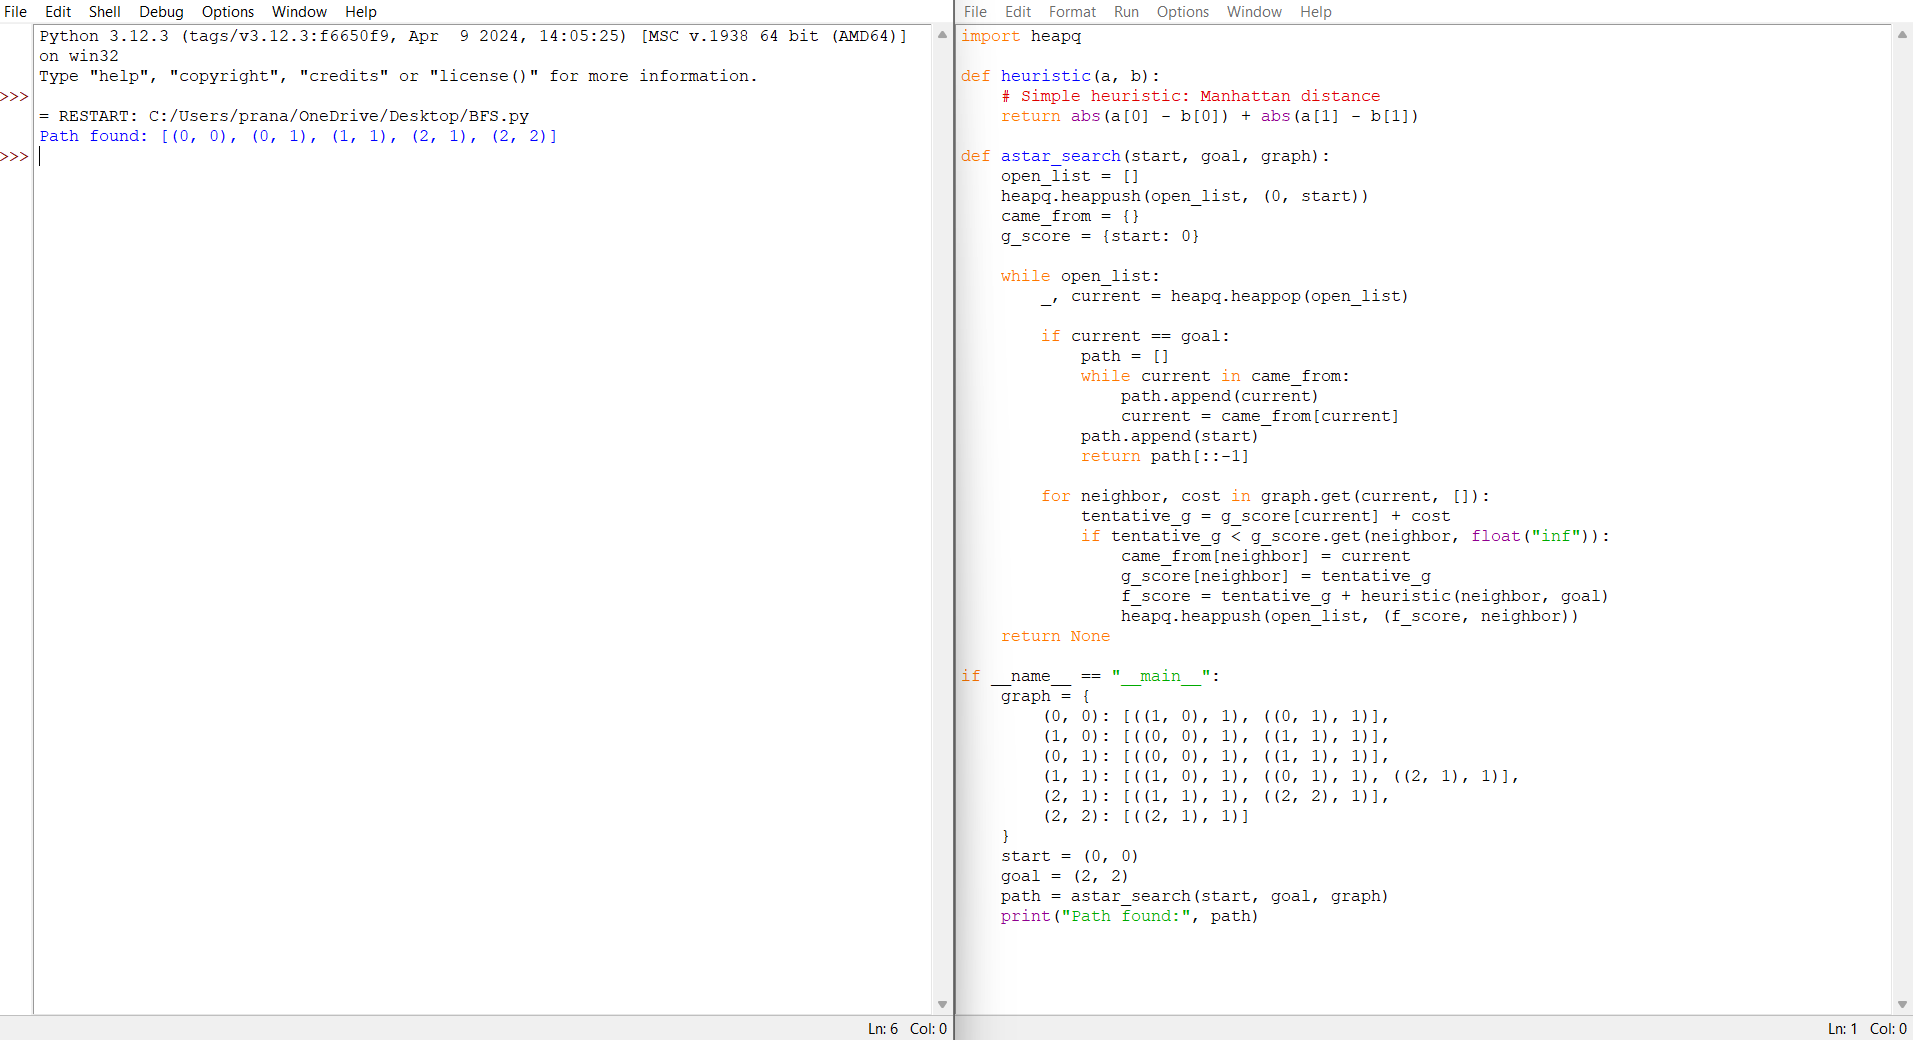 File Edit Shell Debug Options Window Help
Python 3.12.3 (tags/v3.12.3:f6650f9, Apr  9 2024, 14:05:25) [MSC v.1938 64 bit (AMD64)]
on win32
Type "help", "copyright", "credits" or "license()" for more information.
>>>
= RESTART: C:/Users/prana/OneDrive/Desktop/BFS.py
Path found: [(0, 0), (0, 1), (1, 1), (2, 1), (2, 2)]
>>>
Ln: 6 Col: 0
File Edit Format Run Options Window Help
import heapq

def heuristic(a, b):
    # Simple heuristic: Manhattan distance
    return abs(a[0] - b[0]) + abs(a[1] - b[1])

def astar_search(start, goal, graph):
    open_list = []
    heapq.heappush(open_list, (0, start))
    came_from = {}
    g_score = {start: 0}

    while open_list:
        _, current = heapq.heappop(open_list)

        if current == goal:
            path = []
            while current in came_from:
                path.append(current)
                current = came_from[current]
            path.append(start)
            return path[::-1]

        for neighbor, cost in graph.get(current, []):
            tentative_g = g_score[current] + cost
            if tentative_g < g_score.get(neighbor, float("inf")):
                came_from[neighbor] = current
                g_score[neighbor] = tentative_g
                f_score = tentative_g + heuristic(neighbor, goal)
                heapq.heappush(open_list, (f_score, neighbor))
    return None

if __name__ == "__main__":
    graph = {
        (0, 0): [((1, 0), 1), ((0, 1), 1)],
        (1, 0): [((0, 0), 1), ((1, 1), 1)],
        (0, 1): [((0, 0), 1), ((1, 1), 1)],
        (1, 1): [((1, 0), 1), ((0, 1), 1), ((2, 1), 1)],
        (2, 1): [((1, 1), 1), ((2, 2), 1)],
        (2, 2): [((2, 1), 1)]
    }
    start = (0, 0)
    goal = (2, 2)
    path = astar_search(start, goal, graph)
    print("Path found:", path)
Ln: 1 Col: 0